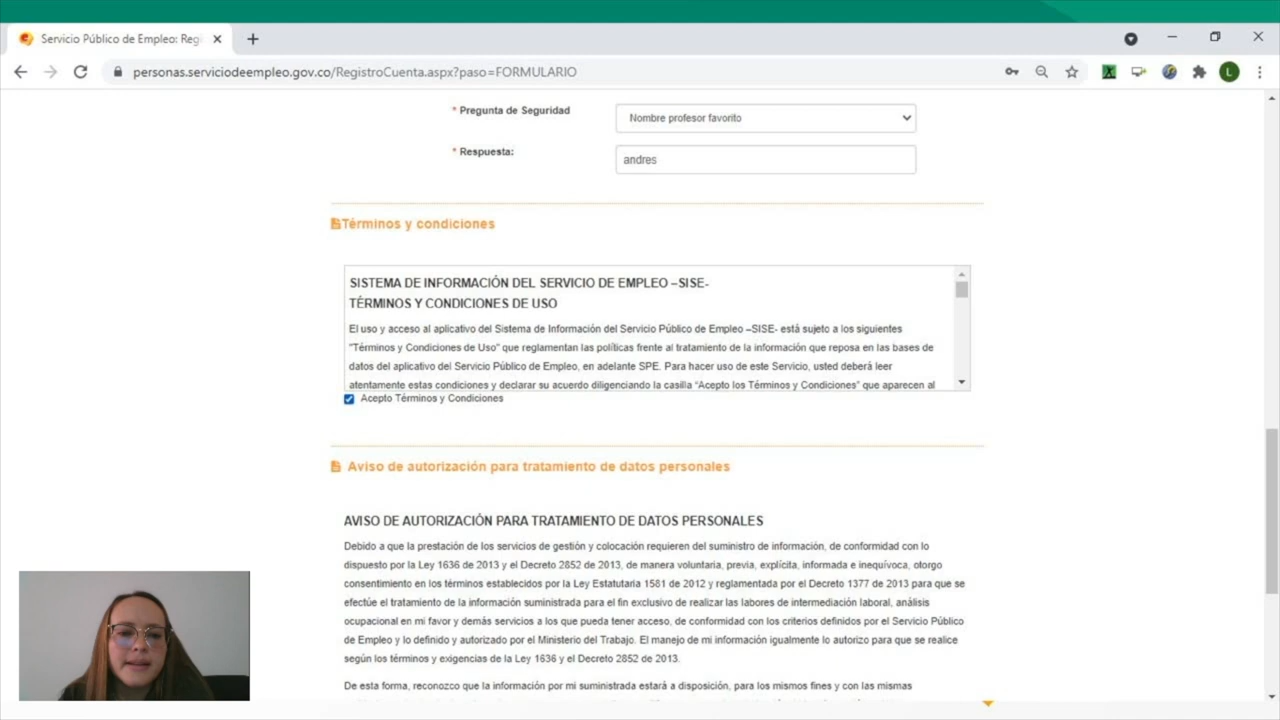 Servicio Público de Empleo: Reg
personas.serviciodeempleo.gov.co/RegistroCuenta.aspx?paso=FORMULARIO
L
* Pregunta de Seguridad
Nombre profesor favorito
* Respuesta:
andres
Términos y condiciones
SISTEMA DE INFORMACIÓN DEL SERVICIO DE EMPLEO –SISE-
TÉRMINOS Y CONDICIONES DE USO
El uso y acceso al aplicativo del Sistema de Información del Servicio Público de Empleo –SISE- está sujeto a los siguientes
"Términos y Condiciones de Uso" que reglamentan las políticas frente al tratamiento de la información que reposa en las bases de
datos del aplicativo del Servicio Público de Empleo, en adelante SPE. Para hacer uso de este Servicio, usted deberá leer
atentamente estas condiciones y declarar su acuerdo diligenciando la casilla “Acepto los Términos y Condiciones” que aparecen al
Acepto Términos y Condiciones
Aviso de autorización para tratamiento de datos personales
AVISO DE AUTORIZACIÓN PARA TRATAMIENTO DE DATOS PERSONALES
Debido a que la prestación de los servicios de gestión y colocación requieren del suministro de información, de conformidad con lo
dispuesto por la Ley 1636 de 2013 y el Decreto 2852 de 2013, de manera voluntaria, previa, explícita, informada e inequívoca, otorgo
consentimiento en los términos establecidos por la Ley Estatutaria 1581 de 2012 y reglamentada por el Decreto 1377 de 2013 para que se
efectúe el tratamiento de la información suministrada para el fin exclusivo de realizar las labores de intermediación laboral, análisis
ocupacional en mi favor y demás servicios a los que pueda tener acceso, de conformidad con los criterios definidos por el Servicio Público
de Empleo y lo definido y autorizado por el Ministerio del Trabajo. El manejo de mi información igualmente lo autorizo para que se realice
según los términos y exigencias de la Ley 1636 y el Decreto 2852 de 2013.
De esta forma, reconozco que la información por mi suministrada estará a disposición, para los mismos fines y con las mismas